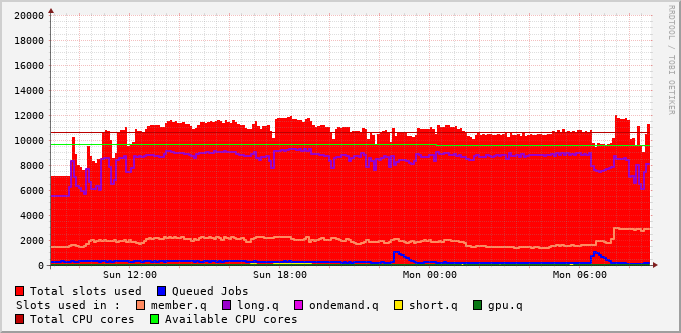 20000
18000
16000
14000
12000
10000
8000
6000
4000
2000
0
Sun 12:00 Sun 18:00 Mon 00:00 Mon 06:00
RRDTOOL / TOBI OETIKER
Total slots used Queued Jobs
Slots used in : member.q long.q ondemand.q short.q gpu.q
Total CPU cores Available CPU cores